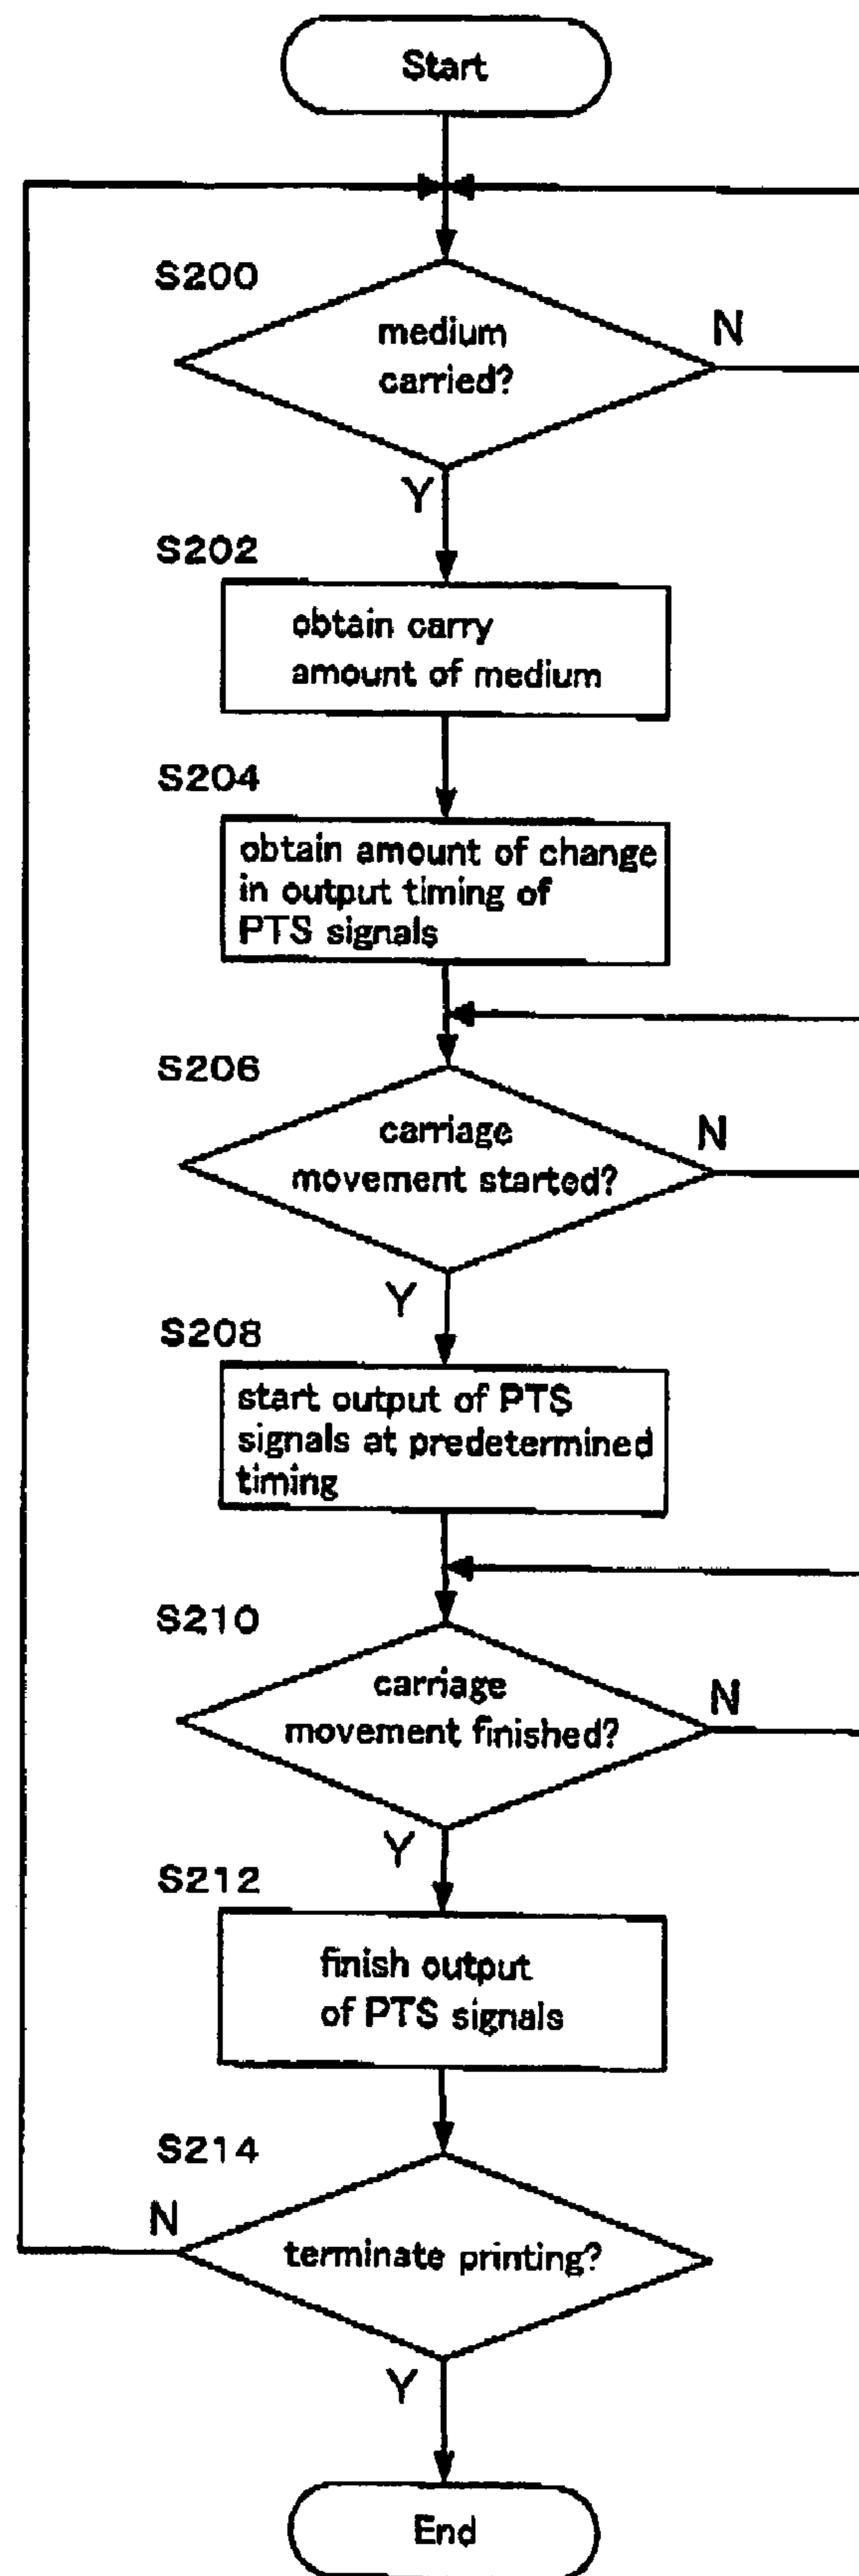 Start
S200
medium
carried?
N
Y
S202
obtain carry
amount of medium
S204
obtain amount of change
in output timing of
PTS signals
S206
carriage
movement started?
N
Y
S208
start output of PTS
signals at predetermined
timing
S210
carriage
movement finished?
N
Y
S212
finish output
of PTS signals
S214
N
terminate printing?
Y
End